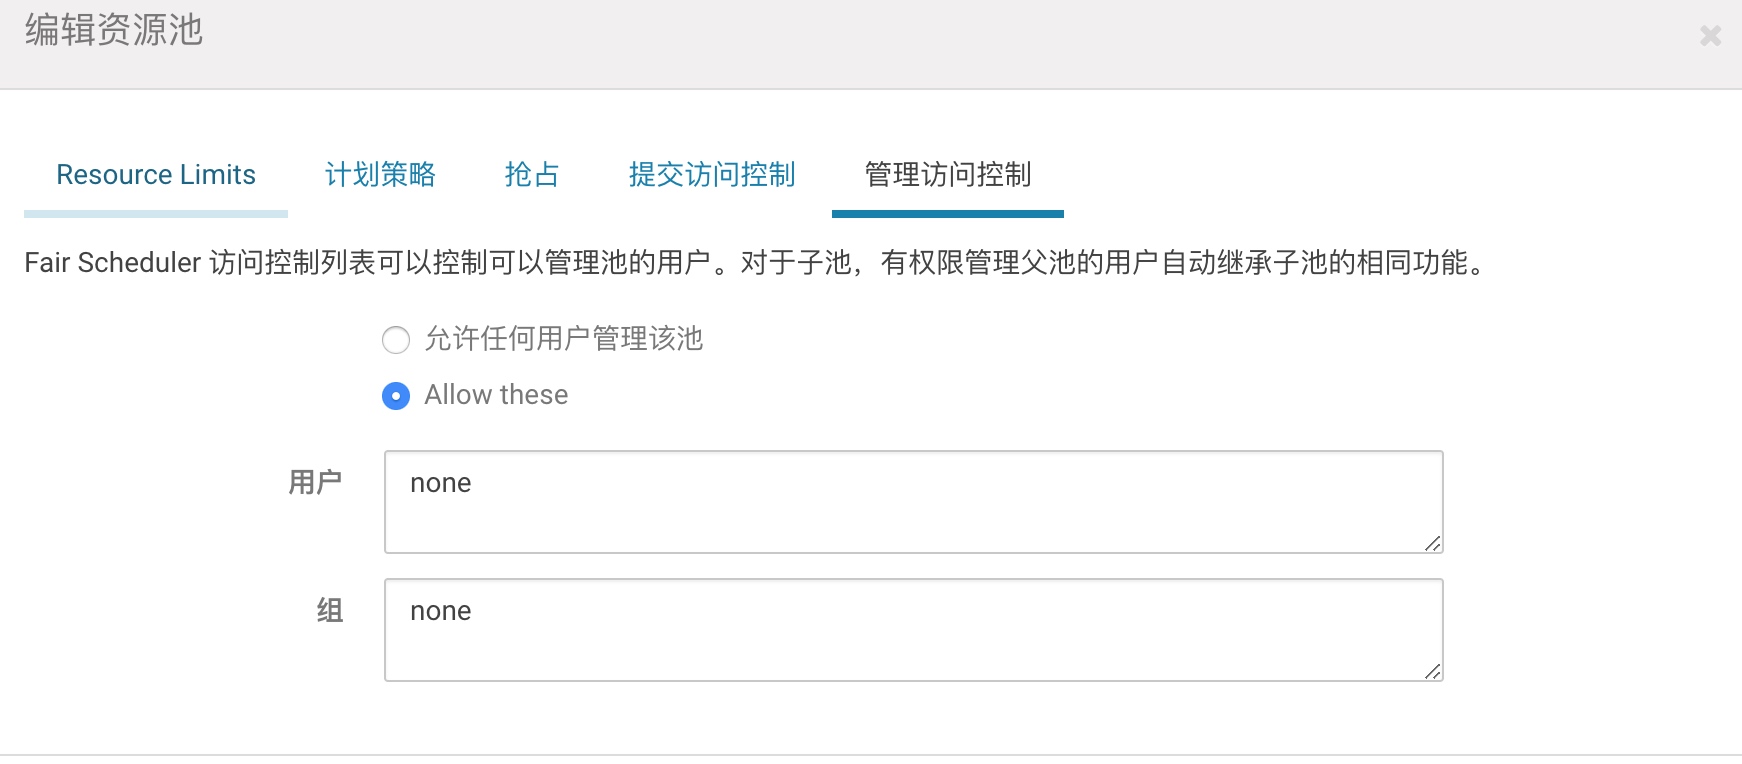 编辑资源池
Resource Limits 计划策略 抢占 提交访问控制 管理访问控制
Fair Scheduler 访问控制列表可以控制可以管理池的用户。对于子池，有权限管理父池的用户自动继承子池的相同功能。
允许任何用户管理该池
Allow these
用户 none
组 none